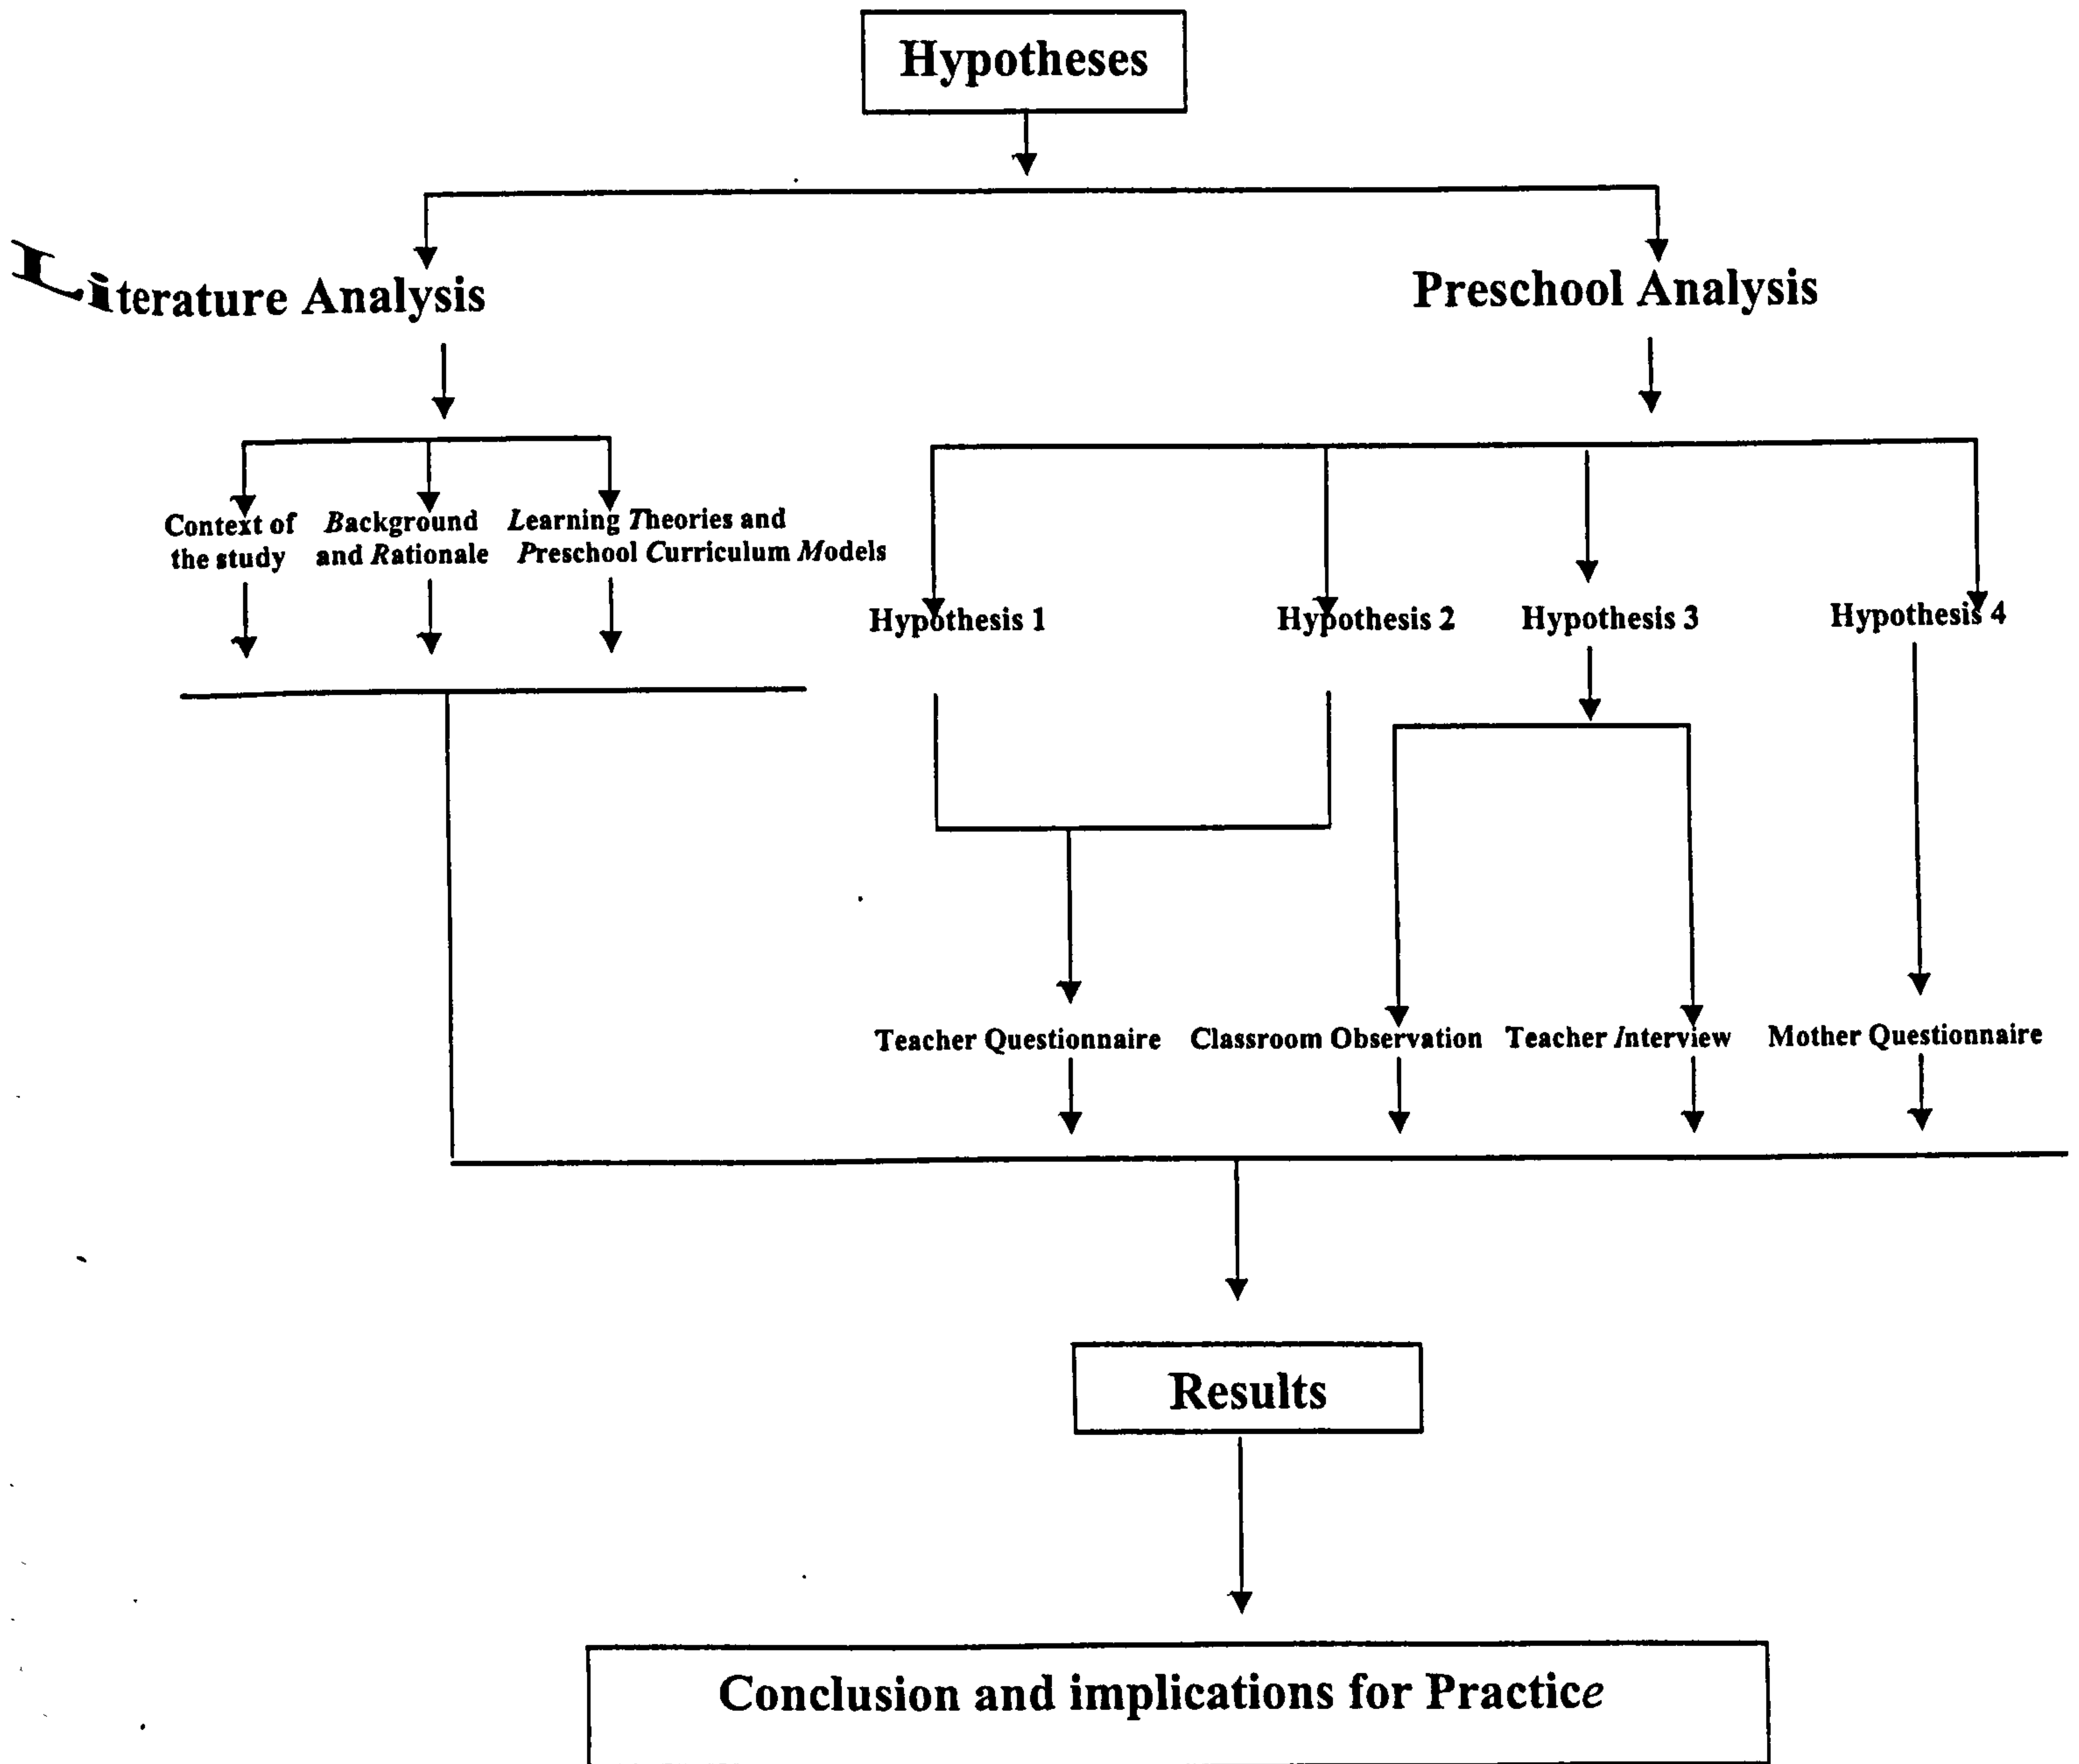 Hypotheses
Literature Analysis
Preschool Analysis
Context of
the study
Background
and Rationale
Learning Theories and
Preschool Curriculum Models
Hypothesis 1
Hypothesis 2
Hypothesis 3
Hypothesis 4
Teacher Questionnaire
Classroom Observation
Teacher Interview
Mother Questionnaire
Results
Conclusion and implications for Practice